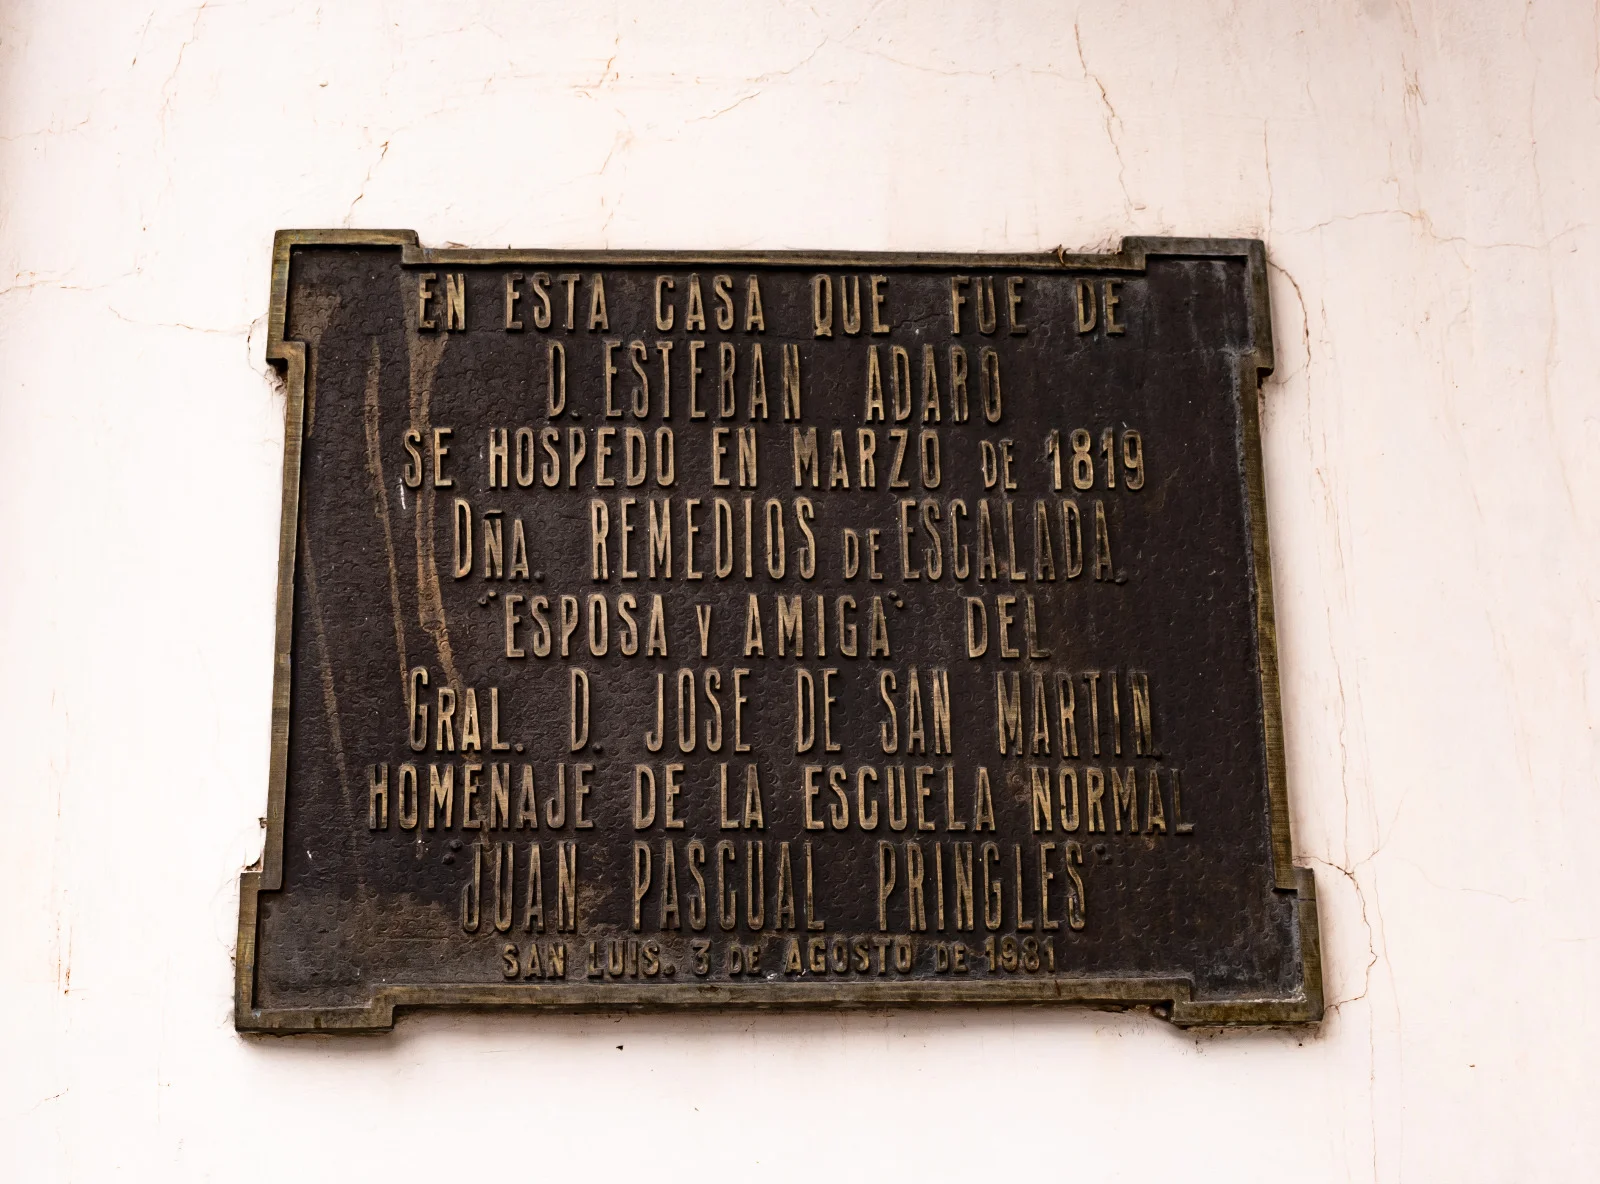 EN ESTA CASA QUE FUE DE
D. ESTEBAN ADARO
SE HOSPEDO EN MARZO DE 1819
DÑA. REMEDIOS DE ESCALADA,
"ESPOSA Y AMIGA" DEL
GRAL. D. JOSE DE SAN MARTIN.
HOMENAJE DE LA ESCUELA NORMAL
"JUAN PASCUAL PRINGLES"
SAN LUIS. 3 DE AGOSTO DE 1981